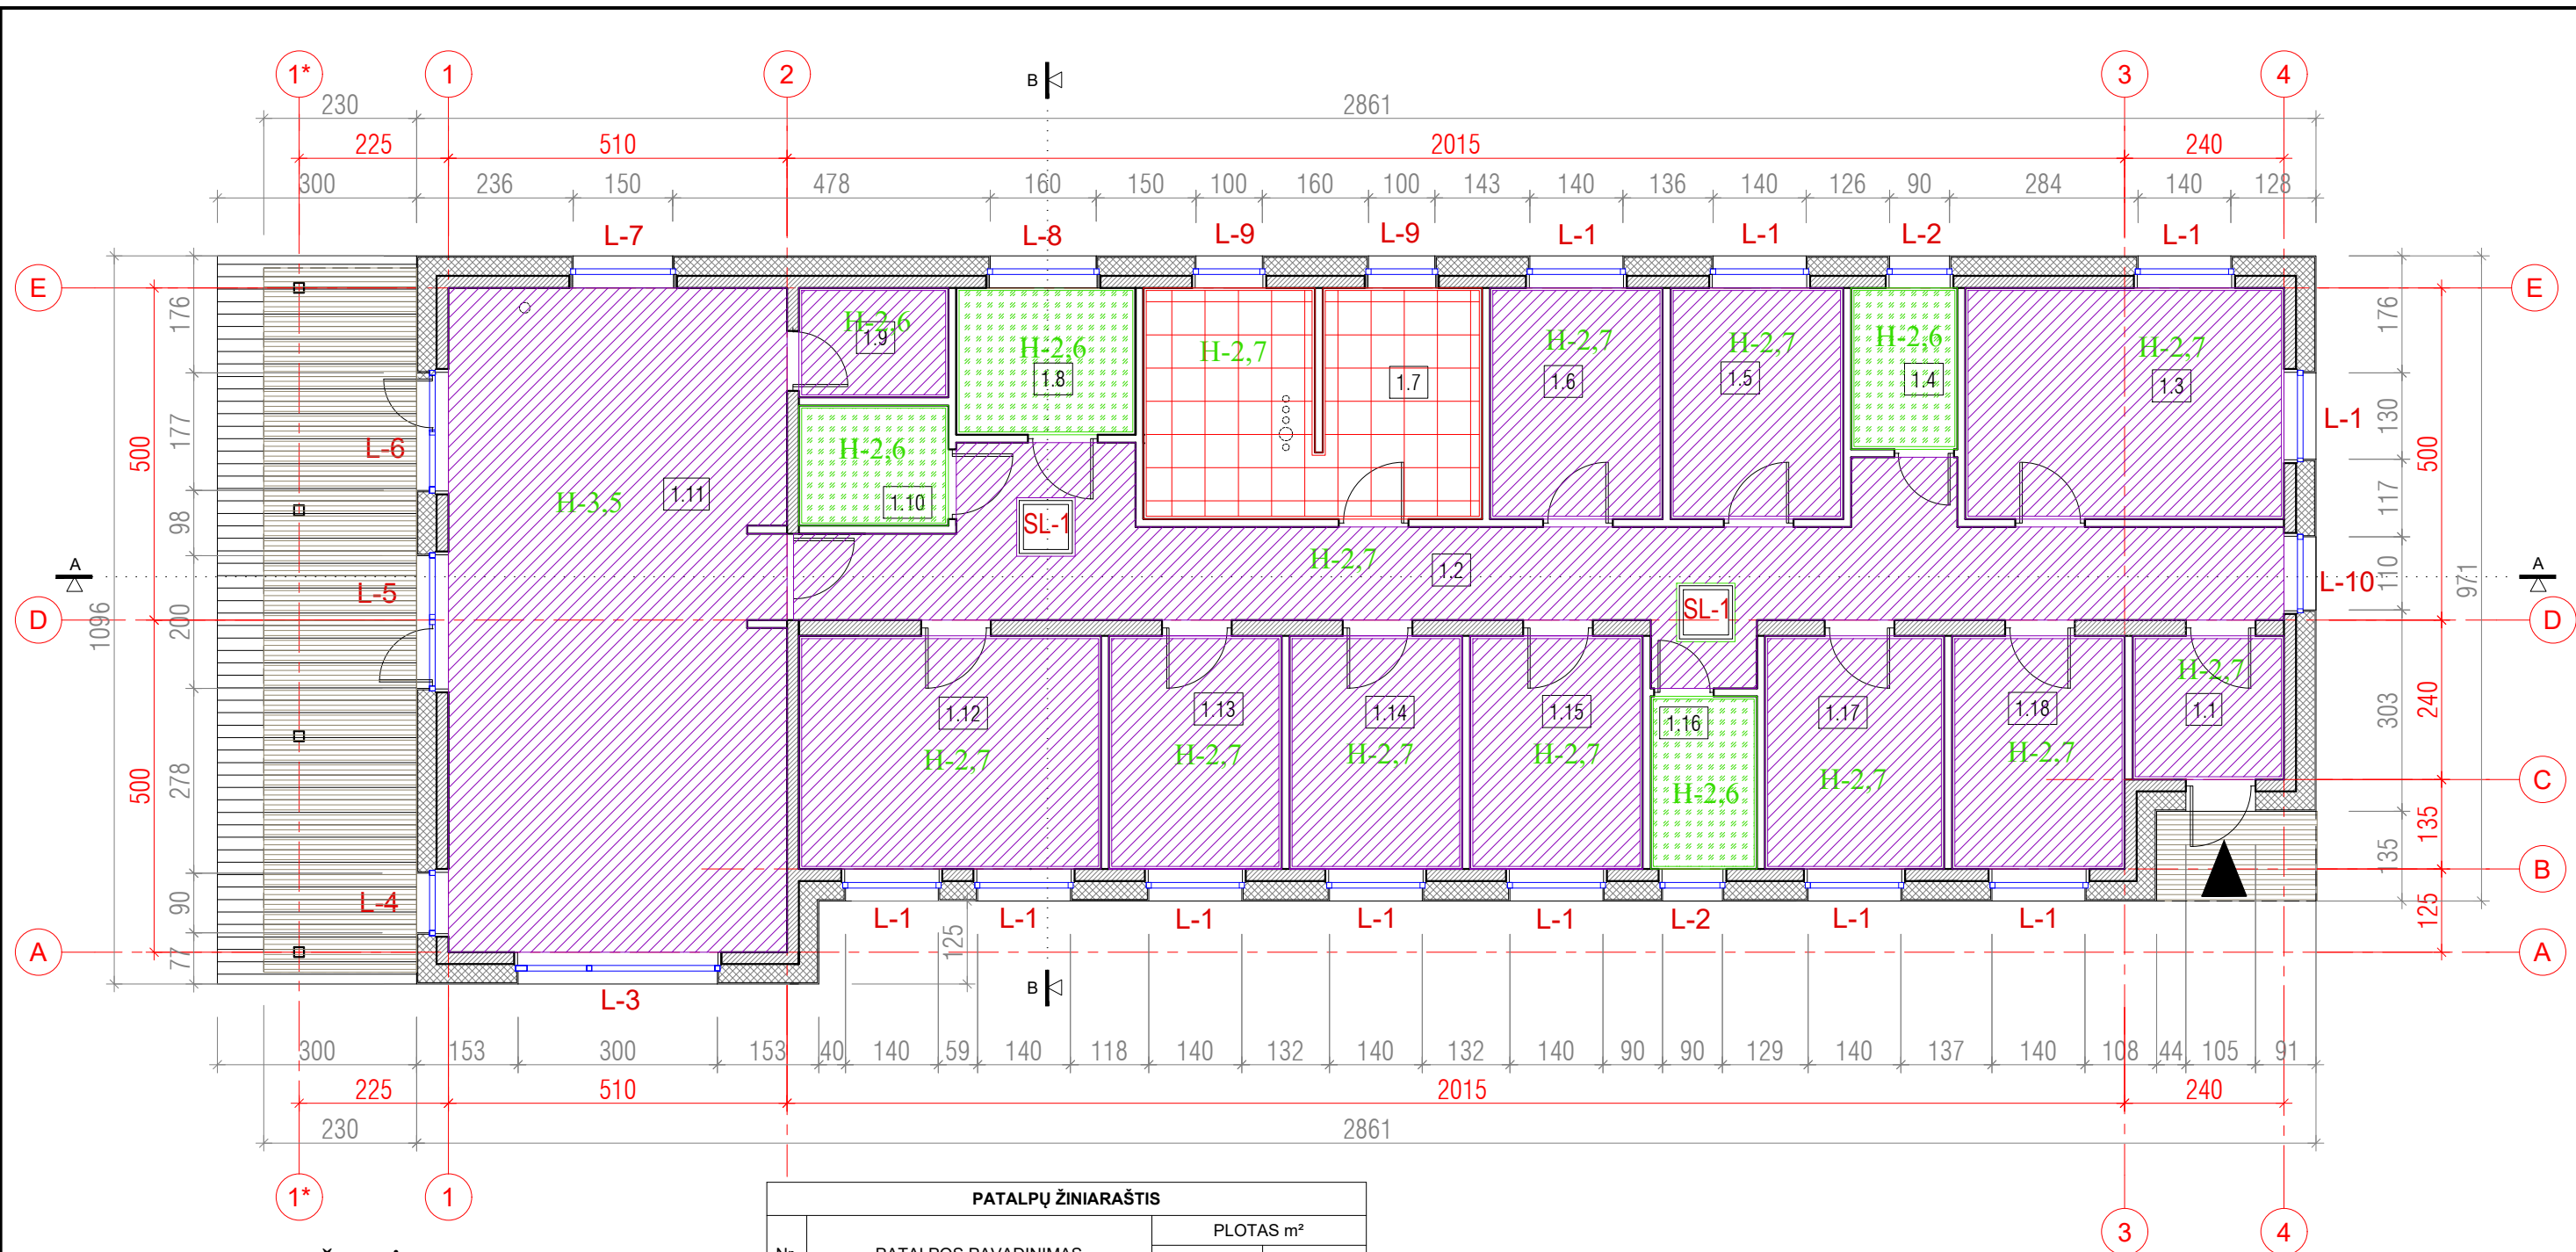 1* 1 2 B 3 4
230 2861
225 510 2015 240
300 236 150 478 160 150 100 160 100 143 140 136 140 126 90 284 140 128
L-7 L-8 L-9 L-9 L-1 L-1 L-2 L-1
E E
176 176
H-2,6 1.9
H-2,6 1.8
H-2,7 1.7
H-2,7 1.6
H-2,7 1.5
H-2,6 1.4
H-2,7 1.3
500 177 L-6
L-1 130 500
H-3,5 1.11
H-2,6 1.10
SL-1
98 117
A A
H-2,7 1.2
L-5 L-10 110 971
1096 200
D D
SL-1
1.12 H-2,7
1.13 H-2,7
1.14 H-2,7
1.15 H-2,7
1.16 H-2,6
1.17 H-2,7
1.18 H-2,7
H-2,7 1.1
500 278
303 240
C
135 135
L-4 90
B
L-1 L-1 L-1 L-1 L-1 L-2 L-1 L-1
125 125
A 77 A
L-3 B
300 153 300 153 40 140 59 140 118 140 132 140 132 140 90 90 129 140 137 140 108 44 105 91
225 510 2015 240
230 2861
1* 1 3 4
PATALPŲ ŽINIARAŠTIS
PLOTAS m²
Nr PATALPOS PAVADINIMAS